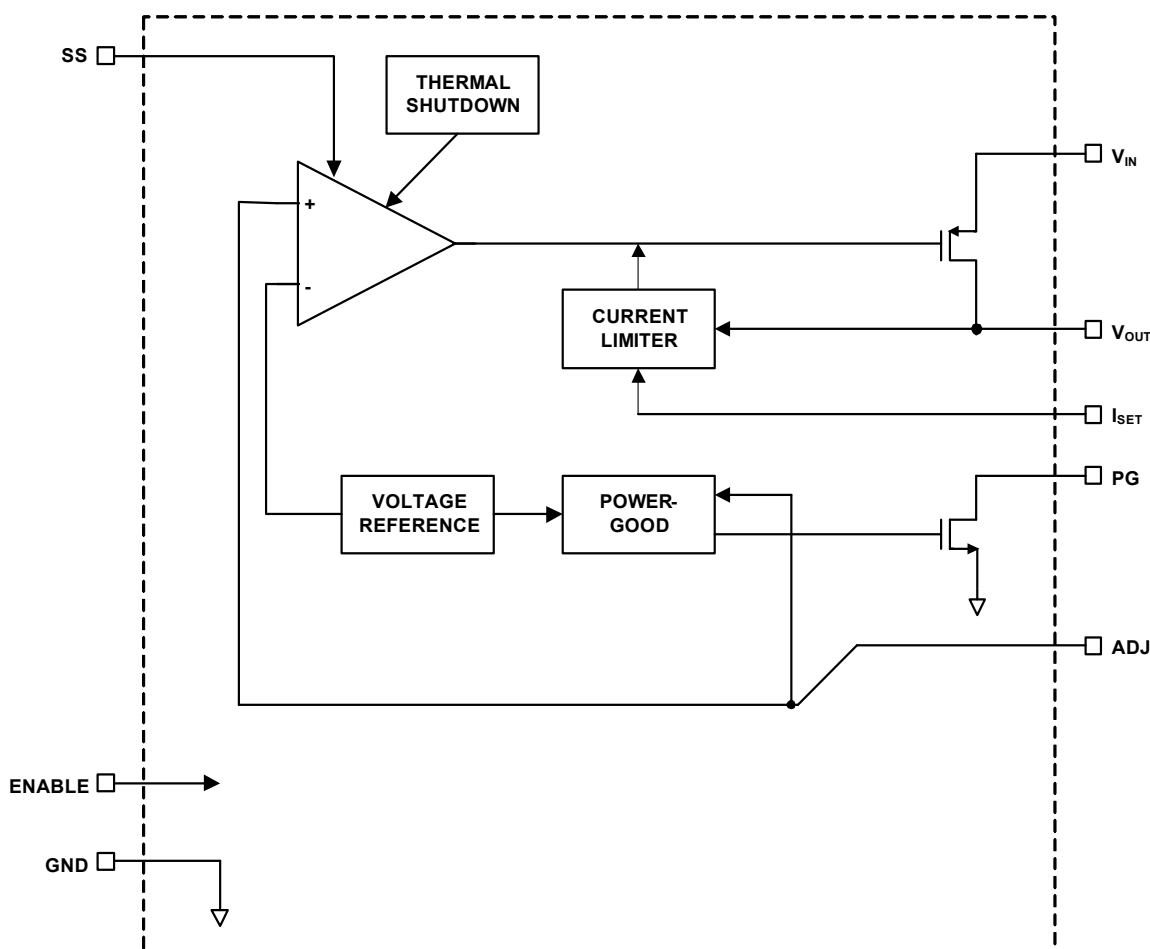 SS
THERMAL
SHUTDOWN
V_IN
+
-
CURRENT
LIMITER
V_OUT
I_SET
PG
VOLTAGE
REFERENCE
POWER-
GOOD
ADJ
ENABLE
GND